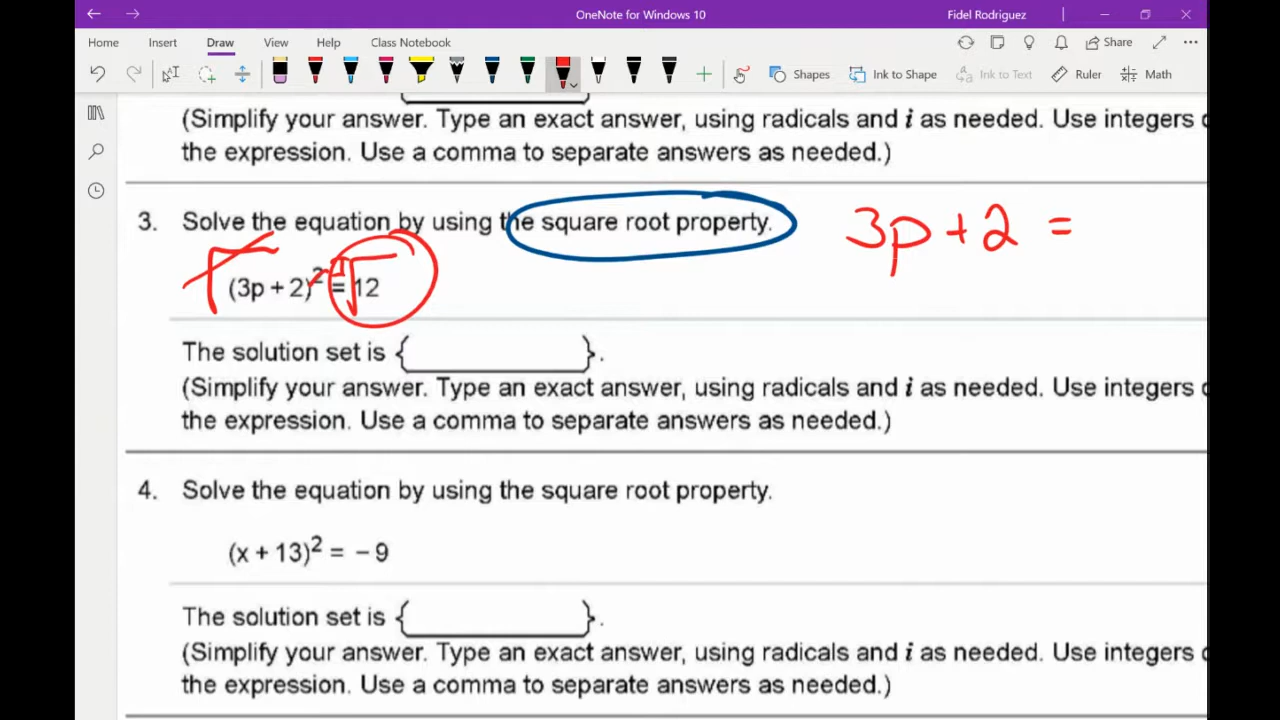 OneNote for Windows 10
Fidel Rodriguez
Home Insert Draw View Help Class Notebook
Share
Shapes Ink to Shape Ink to Text Ruler Math
(Simplify your answer. Type an exact answer, using radicals and i as needed. Use integers
the expression. Use a comma to separate answers as needed.)
3. Solve the equation by using the square root property.
3p + 2 =
(3p + 2)² = 12
The solution set is { }.
(Simplify your answer. Type an exact answer, using radicals and i as needed. Use integers
the expression. Use a comma to separate answers as needed.)
4. Solve the equation by using the square root property.
(x + 13)² = − 9
The solution set is { }.
(Simplify your answer. Type an exact answer, using radicals and i as needed. Use integers
the expression. Use a comma to separate answers as needed.)